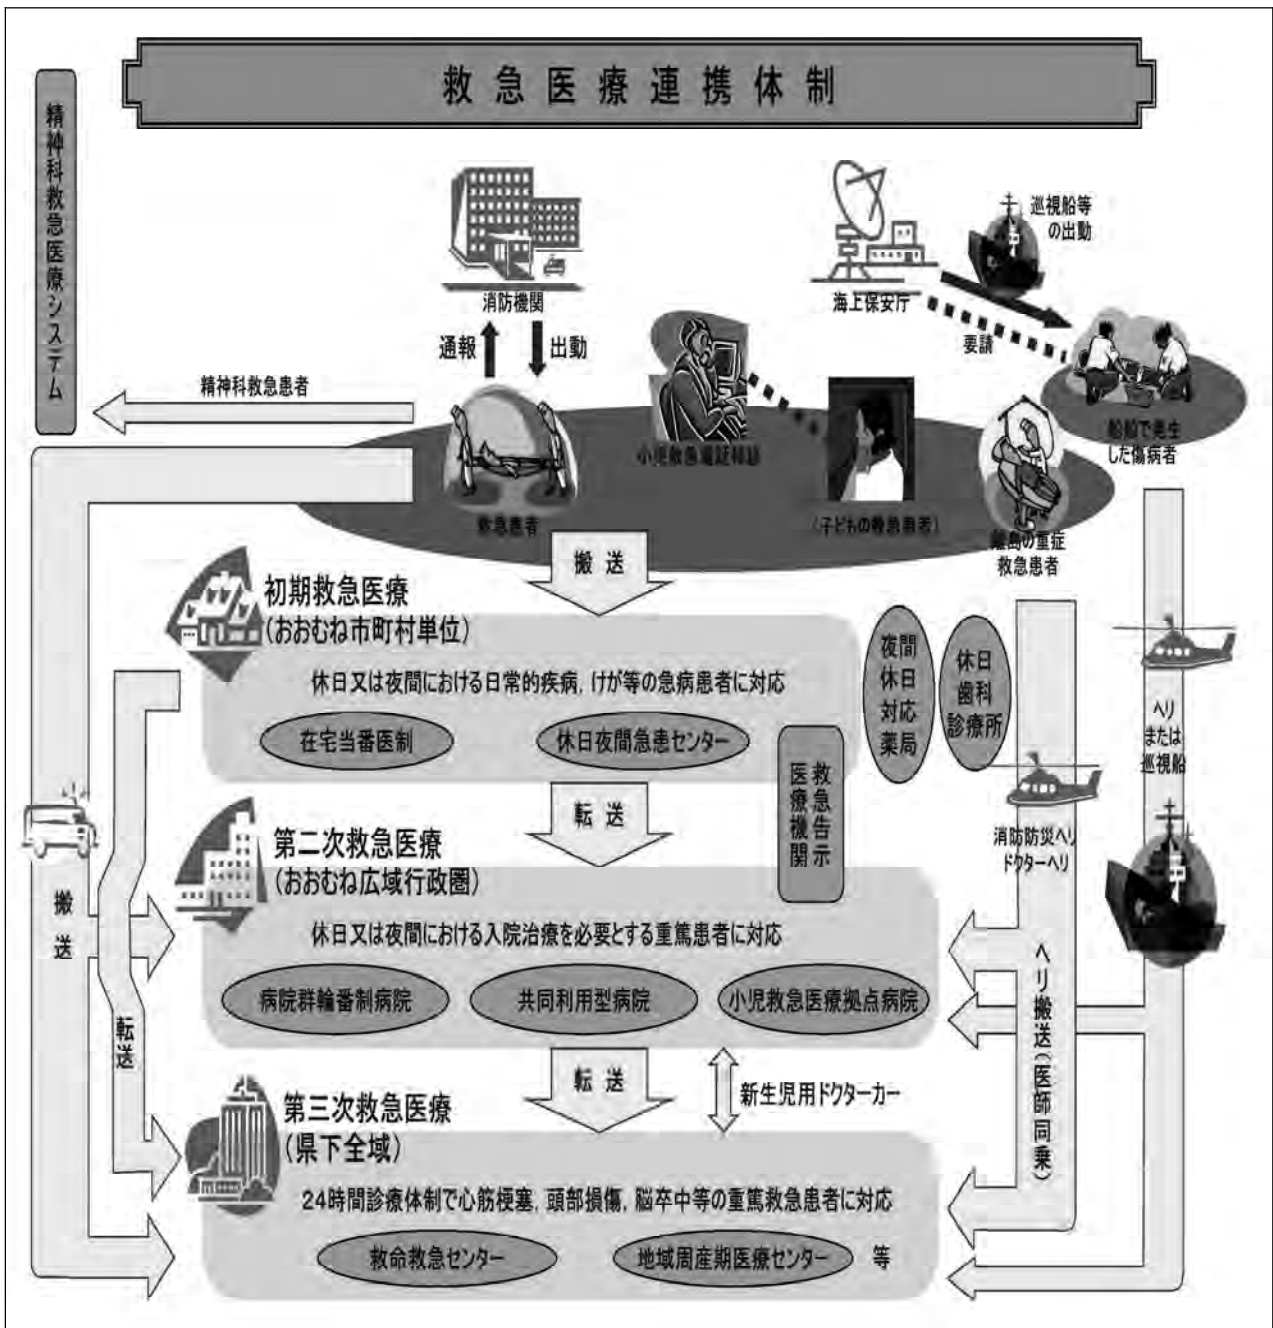 救急医療連携体制
精神科救急医療システム
消防機関
通報
出動
海上保安庁
巡視船等
の出動
要請
精神科救急患者
小児救急電話相談
船舶で発生
した傷病者
救急患者
(子どもの救急患者)
離島の重症
救急患者
搬送
初期救急医療
(おおむね市町村単位)
休日又は夜間における日常的疾病,けが等の急病患者に対応
在宅当番医制
休日夜間急患センター
夜間
休日
対応
薬局
休日
歯科
診療所
ヘリ
または
巡視船
救急告示
医療機関
転送
消防防災ヘリ
ドクターヘリ
第二次救急医療
(おおむね広域行政圏)
休日又は夜間における入院治療を必要とする重篤患者に対応
病院群輪番制病院
共同利用型病院
小児救急医療拠点病院
搬送
転送
ヘリ搬送(医師同乗)
転送
新生児用ドクターカー
第三次救急医療
(県下全域)
24時間診療体制で心筋梗塞,頭部損傷,脳卒中等の重篤救急患者に対応
救命救急センター
地域周産期医療センター
等